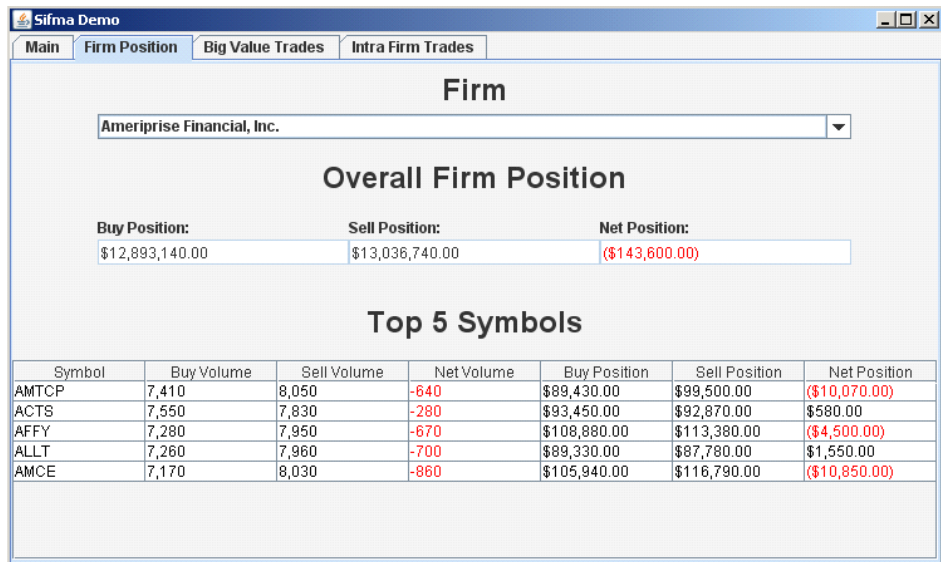 Sifma Demo
Main Firm Position Big Value Trades Intra Firm Trades
Firm
Ameriprise Financial, Inc.
Overall Firm Position
Buy Position: Sell Position: Net Position:
$12,893,140.00 $13,036,740.00 ($143,600.00)
Top 5 Symbols
Symbol Buy Volume Sell Volume Net Volume Buy Position Sell Position Net Position
AMTCP 7,410 8,050 -640 $89,430.00 $99,500.00 ($10,070.00)
ACTS 7,550 7,830 -280 $93,450.00 $92,870.00 $580.00
AFFY 7,280 7,950 -670 $108,880.00 $113,380.00 ($4,500.00)
ALLT 7,260 7,960 -700 $89,330.00 $87,780.00 $1,550.00
AMCE 7,170 8,030 -860 $105,940.00 $116,790.00 ($10,850.00)